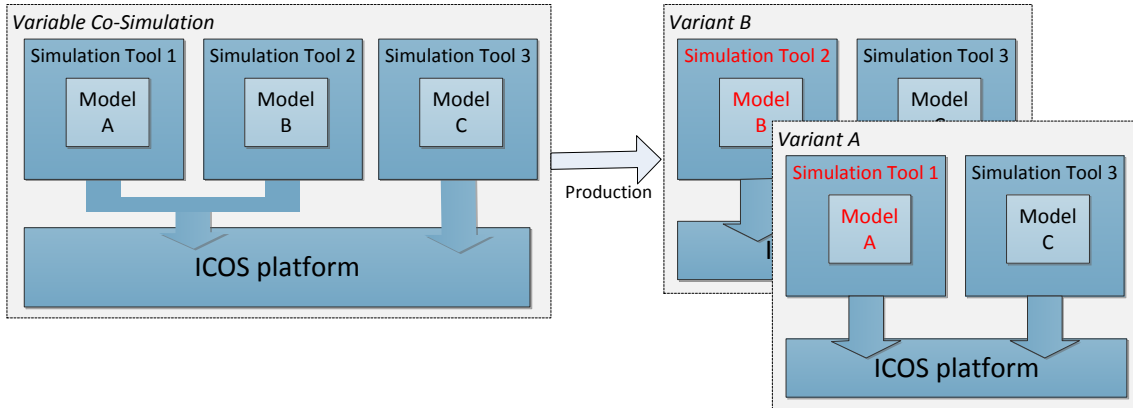 Variable Co-Simulation
Simulation Tool 1
Model
A
Simulation Tool 2
Model
B
Simulation Tool 3
Model
C
ICOS platform
Production
Variant B
Simulation Tool 2
Model
B
Simulation Tool 3
Model
Variant A
Simulation Tool 1
Model
A
Simulation Tool 3
Model
C
ICOS platform